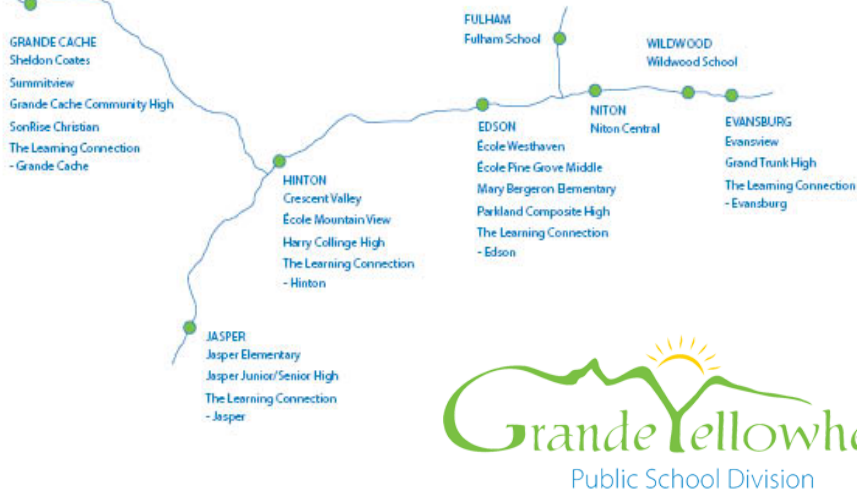 GRANDE CACHE
Sheldon Coates
Summitview
Grande Cache Community High
SonRise Christian
The Learning Connection
- Grande Cache
HINTON
Crescent Valley
École Mountain View
Harry Collinge High
The Learning Connection
- Hinton
JASPER
Jasper Elementary
Jasper Junior/Senior High
The Learning Connection
- Jasper
FULHAM
Fulham School
EDSON
École Westhaven
École Pine Grove Middle
Mary Bergeron Elementary
Parkland Composite High
The Learning Connection
- Edson
NITON
Niton Central
WILDWOOD
Wildwood School
EVANSBURG
Evansview
Grand Trunk High
The Learning Connection
- Evansburg
Grande Yellowhe
Public School Division